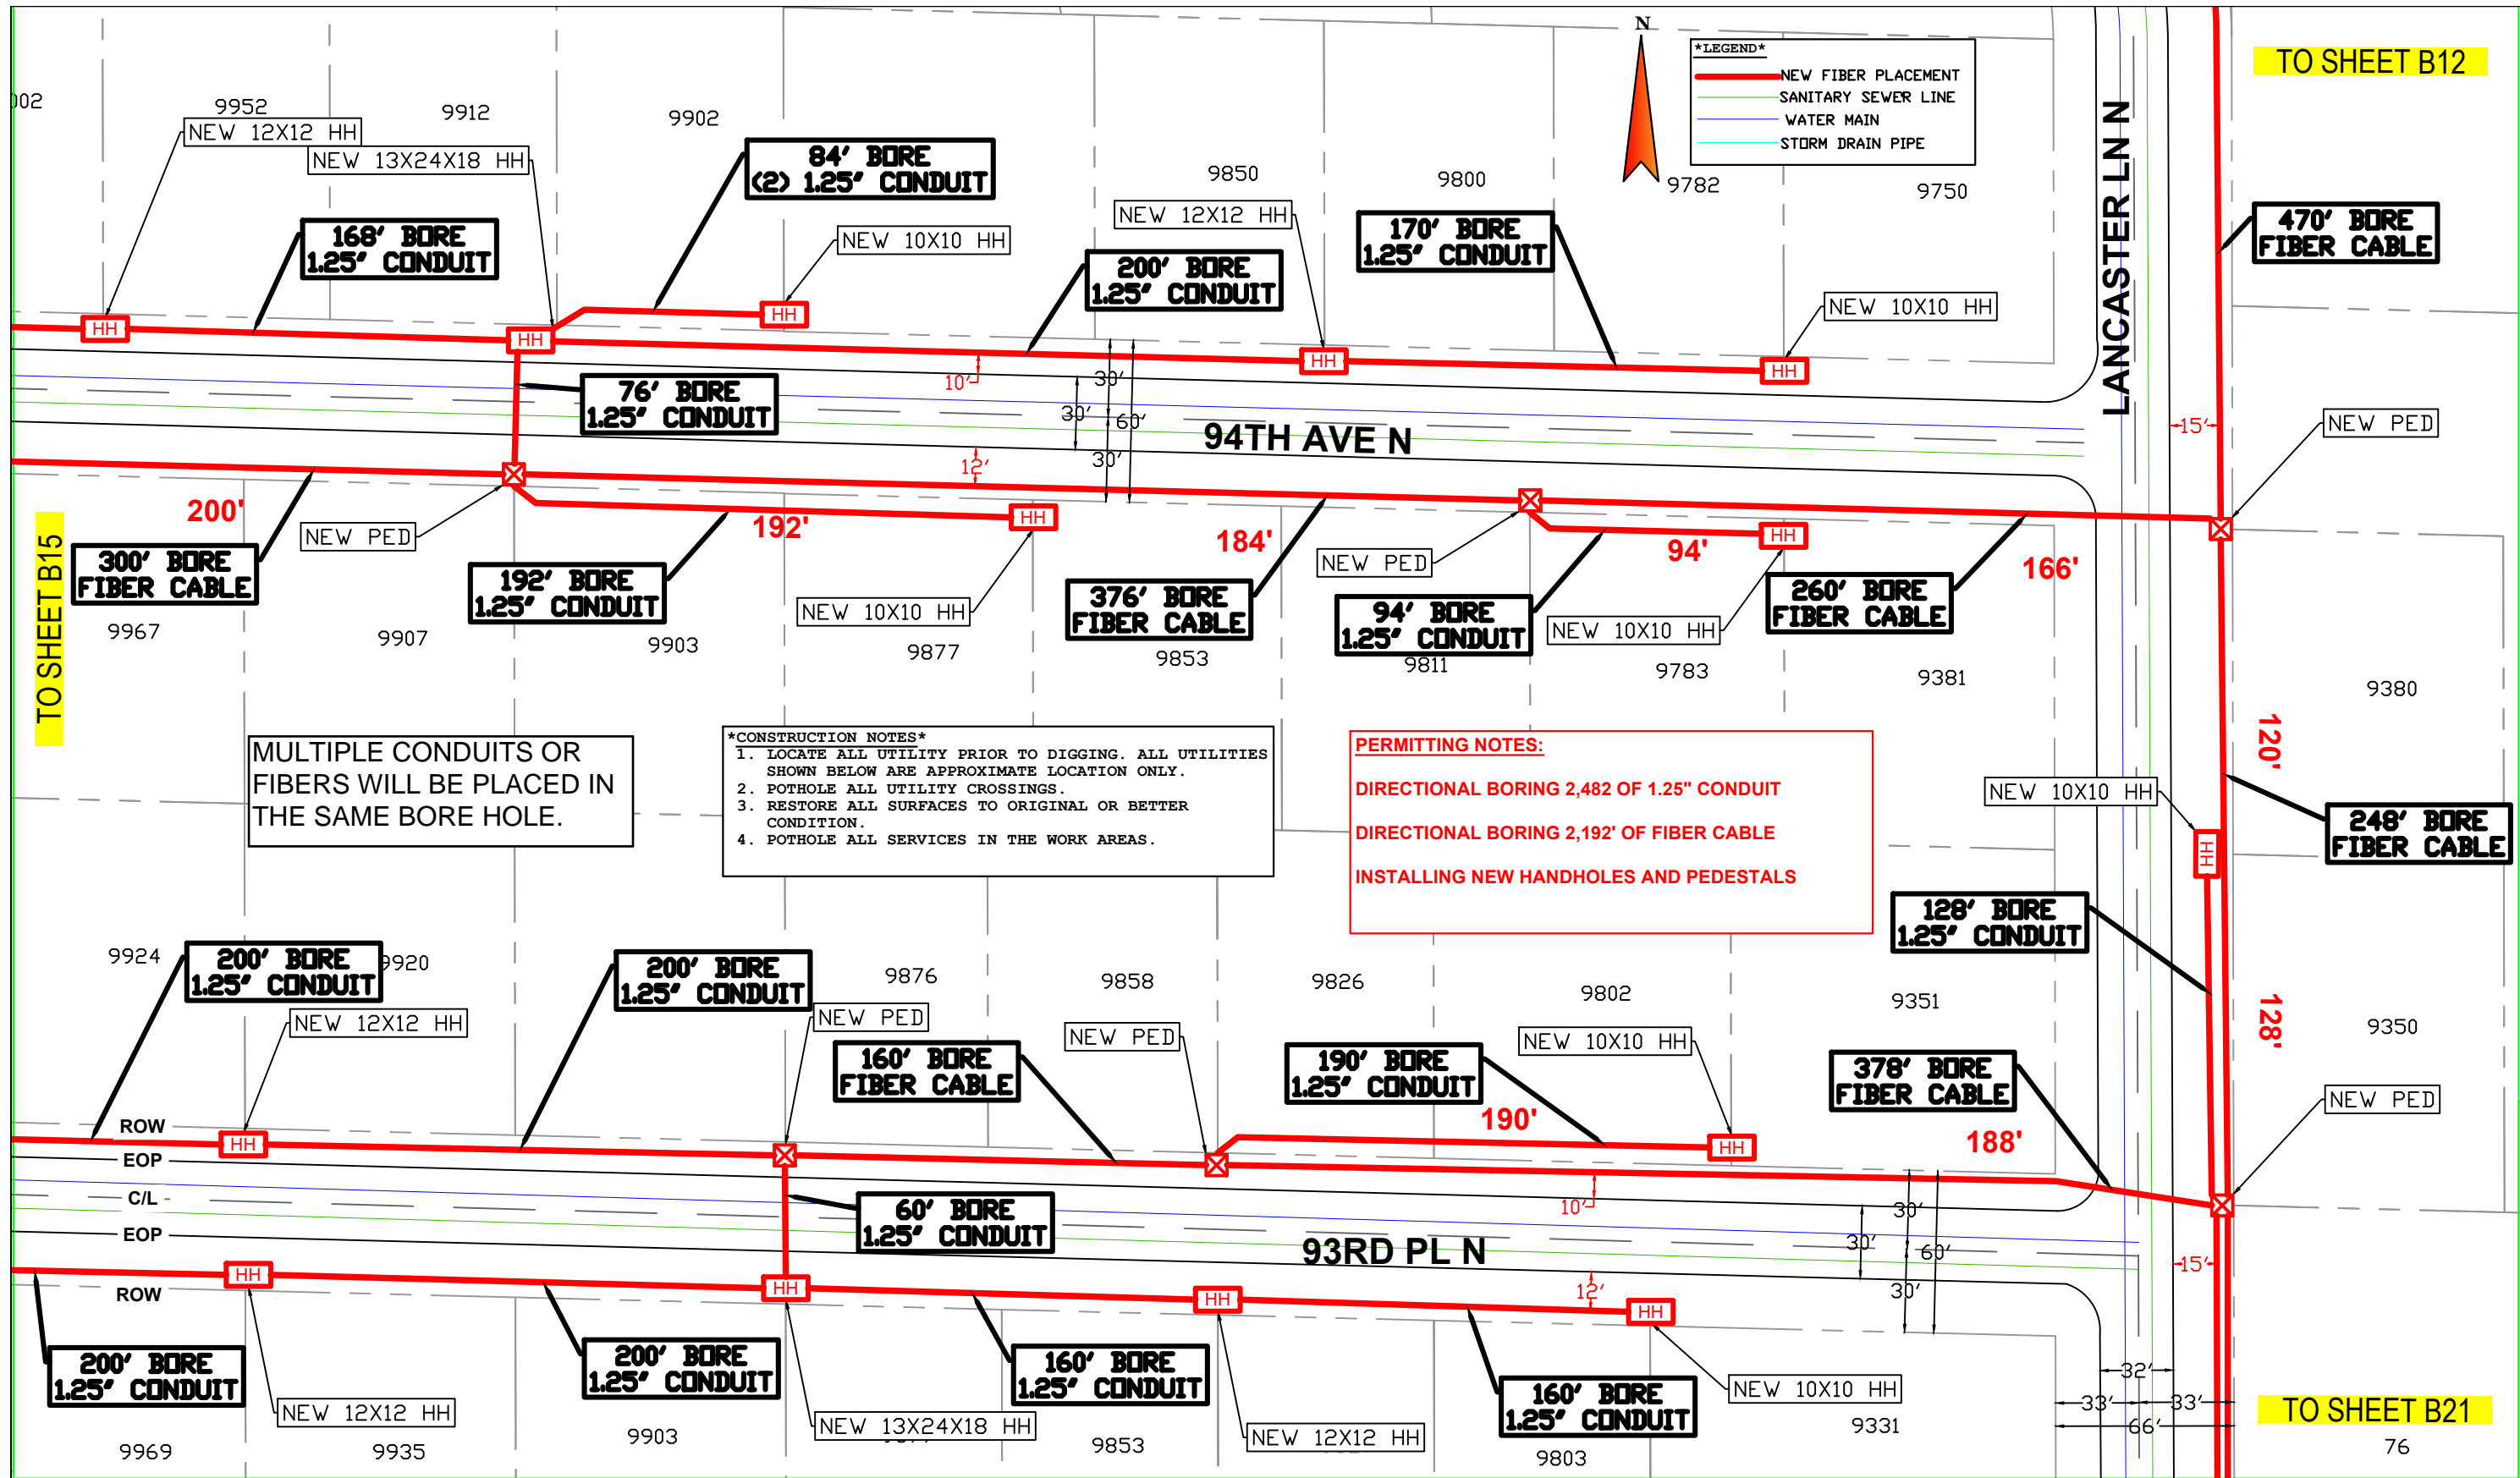 N
*LEGEND*
NEW FIBER PLACEMENT
SANITARY SEWER LINE
WATER MAIN
STORM DRAIN PIPE
TO SHEET B12
LANCASTER LN N
9952
9912
9902
9850
9800
9782
9750
NEW 12X12 HH
NEW 13X24X18 HH
84' BORE
(2) 1.25" CONDUIT
NEW 12X12 HH
168' BORE
1.25" CONDUIT
NEW 10X10 HH
200' BORE
1.25" CONDUIT
170' BORE
1.25" CONDUIT
470' BORE
FIBER CABLE
NEW 10X10 HH
HH
HH
HH
HH
HH
76' BORE
1.25" CONDUIT
10'
30'
30'
60'
30'
12'
94TH AVE N
15'
NEW PED
TO SHEET B15
200'
NEW PED
192'
HH
184'
NEW PED
94'
HH
166'
300' BORE
FIBER CABLE
192' BORE
1.25" CONDUIT
NEW 10X10 HH
376' BORE
FIBER CABLE
94' BORE
1.25" CONDUIT
NEW 10X10 HH
260' BORE
FIBER CABLE
9967
9907
9903
9877
9853
9811
9783
9381
9380
MULTIPLE CONDUITS OR
FIBERS WILL BE PLACED IN
THE SAME BORE HOLE.
*CONSTRUCTION NOTES*
1. LOCATE ALL UTILITY PRIOR TO DIGGING. ALL UTILITIES
SHOWN BELOW ARE APPROXIMATE LOCATION ONLY.
2. POTHOLE ALL UTILITY CROSSINGS.
3. RESTORE ALL SURFACES TO ORIGINAL OR BETTER
CONDITION.
4. POTHOLE ALL SERVICES IN THE WORK AREAS.
PERMITTING NOTES:
DIRECTIONAL BORING 2,482 OF 1.25" CONDUIT
DIRECTIONAL BORING 2,192' OF FIBER CABLE
INSTALLING NEW HANDHOLES AND PEDESTALS
120'
NEW 10X10 HH
HH
248' BORE
FIBER CABLE
128' BORE
1.25" CONDUIT
128'
9924
9920
9876
9858
9826
9802
9351
9350
200' BORE
1.25" CONDUIT
200' BORE
1.25" CONDUIT
NEW 12X12 HH
NEW PED
NEW PED
160' BORE
FIBER CABLE
190' BORE
1.25" CONDUIT
NEW 10X10 HH
378' BORE
FIBER CABLE
NEW PED
190'
188'
ROW
EOP
C/L
EOP
ROW
HH
HH
60' BORE
1.25" CONDUIT
10'
30'
30'
60'
30'
12'
93RD PL N
15'
HH
HH
HH
HH
200' BORE
1.25" CONDUIT
200' BORE
1.25" CONDUIT
160' BORE
1.25" CONDUIT
160' BORE
1.25" CONDUIT
NEW 12X12 HH
NEW 13X24X18 HH
NEW 12X12 HH
NEW 10X10 HH
32'
33'
33'
66'
TO SHEET B21
9969
9935
9903
9853
9803
9331
76